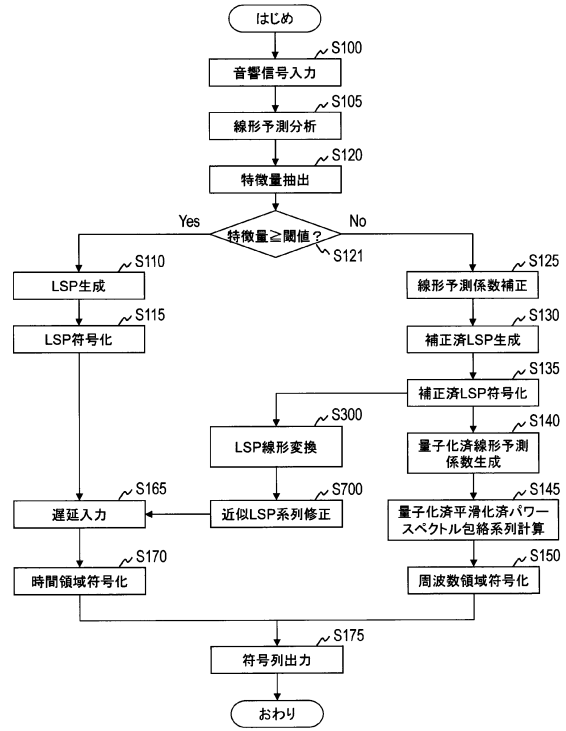 はじめ
S100
音響信号入力
S105
線形予測分析
S120
特徴量抽出
Yes
No
特徴量≧閾値？
S121
S110
LSP生成
S115
LSP符号化
S125
線形予測係数補正
S130
補正済LSP生成
S135
補正済LSP符号化
S300
LSP線形変換
S140
量子化済線形予測
係数生成
S165
遅延入力
S700
近似LSP系列修正
S145
量子化済平滑化済パワー
スペクトル包絡系列計算
S170
時間領域符号化
S150
周波数領域符号化
S175
符号列出力
おわり